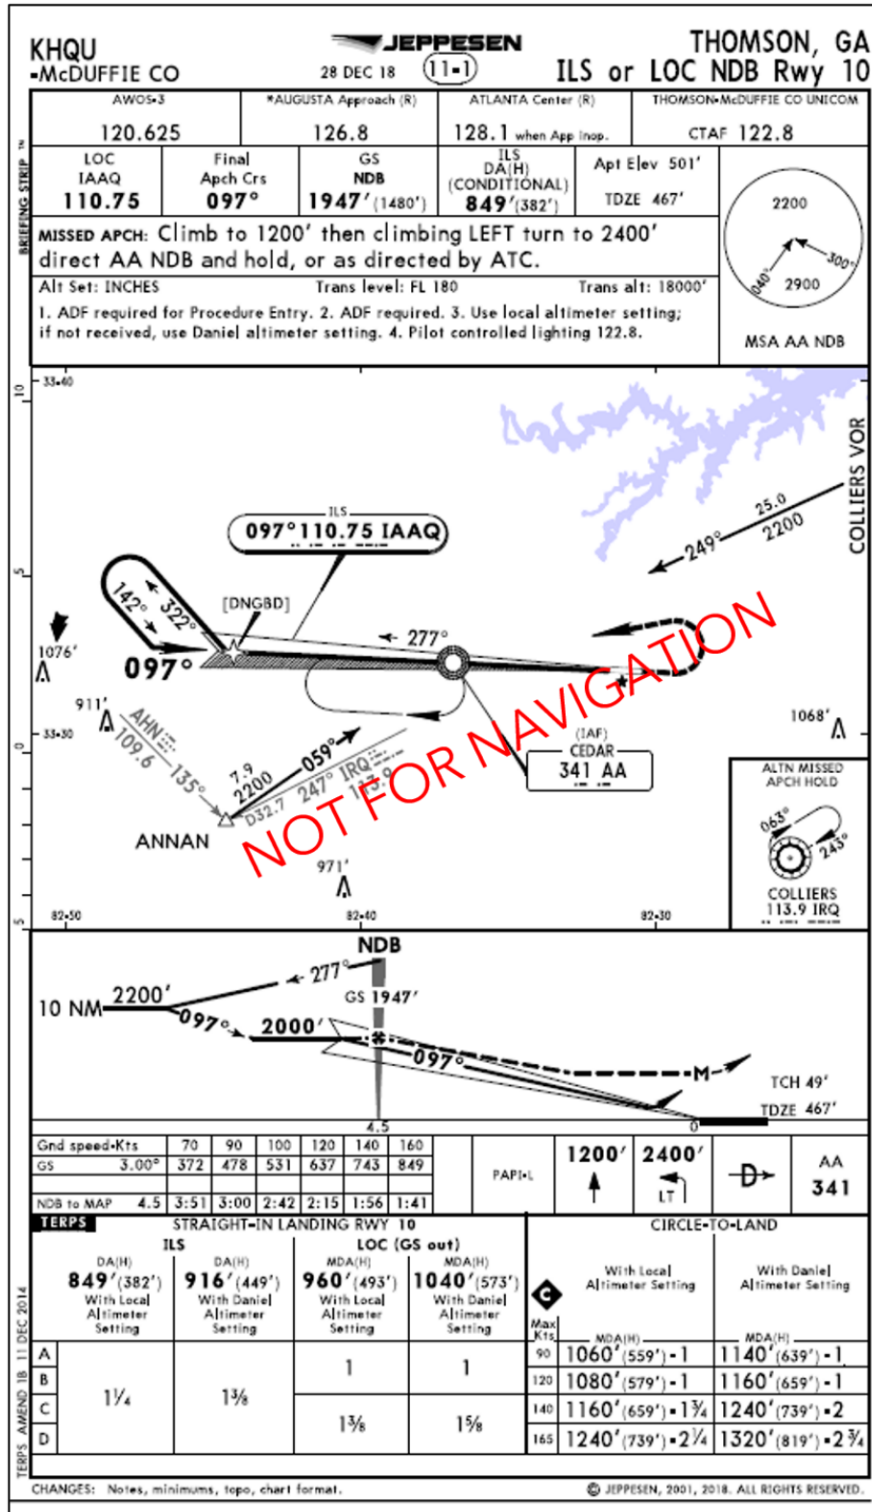 KHQU
-McDUFFIE CO
JEPPESEN
28 DEC 18
11-1
THOMSON, GA
ILS or LOC NDB Rwy 10
AWOS-3
120.625
*AUGUSTA Approach (R)
126.8
ATLANTA Center (R)
128.1 when App Inop.
THOMSON-McDUFFIE CO UNICOM
CTAF 122.8
BRIEFING STRIP TM
LOC
IAAQ
110.75
Final
Apch Crs
097°
GS
NDB
1947'(1480')
ILS
DA(H)
(CONDITIONAL)
849'(382')
Apt Elev 501'
TDZE 467'
MISSED APCH: Climb to 1200' then climbing LEFT turn to 2400'
direct AA NDB and hold, or as directed by ATC.
Alt Set: INCHES Trans level: FL 180 Trans alt: 18000'
1. ADF required for Procedure Entry. 2. ADF required. 3. Use local altimeter setting;
if not received, use Daniel altimeter setting. 4. Pilot controlled lighting 122.8.
2200
300°
040°
2900
MSA AA NDB
33-40
10
5
0
5
COLLIERS VOR
25.0
249°
2200
ILS
097° 110.75 IAAQ
[DNGBD]
142°
322°
277°
097°
1076'
911'
33-30
AHN
109.6
135°
7.9
2200
059°
D32.7 247° IRQ
113.9
ANNAN
971'
(IAF)
CEDAR
341 AA
1068'
ALTN MISSED
APCH HOLD
063°
243°
COLLIERS
113.9 IRQ
82-50
82-40
82-30
NOT FOR NAVIGATION
NDB
277°
GS 1947'
10 NM
2200'
097°
2000'
097°
M
TCH 49'
TDZE 467'
4.5
0
Gnd speed-Kts 70 90 100 120 140 160
GS 3.00° 372 478 531 637 743 849
NDB to MAP 4.5 3:51 3:00 2:42 2:15 1:56 1:41
PAPI-L
1200'
2400'
LT
D
AA
341
TERPS
STRAIGHT-IN LANDING RWY 10
CIRCLE-TO-LAND
ILS
LOC (GS out)
DA(H)
849'(382')
With Local
Altimeter
Setting
DA(H)
916'(449')
With Daniel
Altimeter
Setting
MDA(H)
960'(493')
With Local
Altimeter
Setting
MDA(H)
1040'(573')
With Daniel
Altimeter
Setting
C
Max
Kts
With Local
Altimeter Setting
MDA(H)
With Daniel
Altimeter Setting
MDA(H)
A
B
C
D
1¼
1⅜
1
1
1⅜
1⅝
90 1060'(559')-1 1140'(639')-1
120 1080'(579')-1 1160'(659')-1
140 1160'(659')-1¾ 1240'(739')-2
165 1240'(739')-2¼ 1320'(819')-2¾
TERPS AMEND 1B 11 DEC 2014
CHANGES: Notes, minimums, topo, chart format.
© JEPPESEN, 2001, 2018. ALL RIGHTS RESERVED.